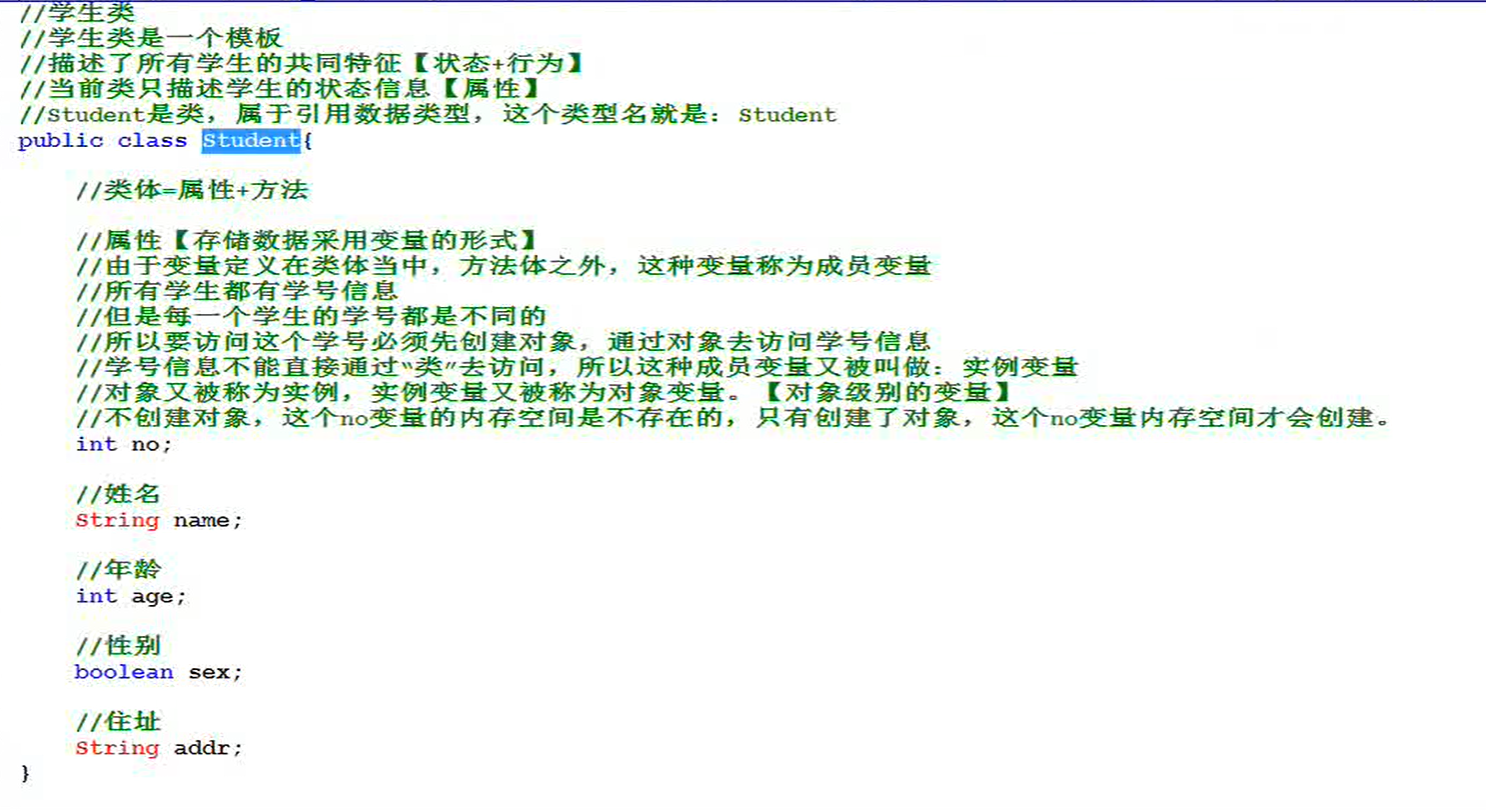 //学生类
//学生类是一个模板
//描述了所有学生的共同特征【状态+行为】
//当前类只描述学生的状态信息【属性】
//Student是类，属于引用数据类型，这个类型名就是：Student
public class Student{
//类体=属性+方法
//属性【存储数据采用变量的形式】
//由于变量定义在类体当中，方法体之外，这种变量称为成员变量
//所有学生都有学号信息
//但是每一个学生的学号都是不同的
//所以要访问这个学号必须先创建对象，通过对象去访问学号信息
//学号信息不能直接通过“类”去访问，所以这种成员变量又被叫做：实例变量
//对象又被称为实例，实例变量又被称为对象变量。【对象级别的变量】
//不创建对象，这个no变量的内存空间是不存在的，只有创建了对象，这个no变量内存空间才会创建。
int no;
//姓名
String name;
//年龄
int age;
//性别
boolean sex;
//住址
String addr;
}